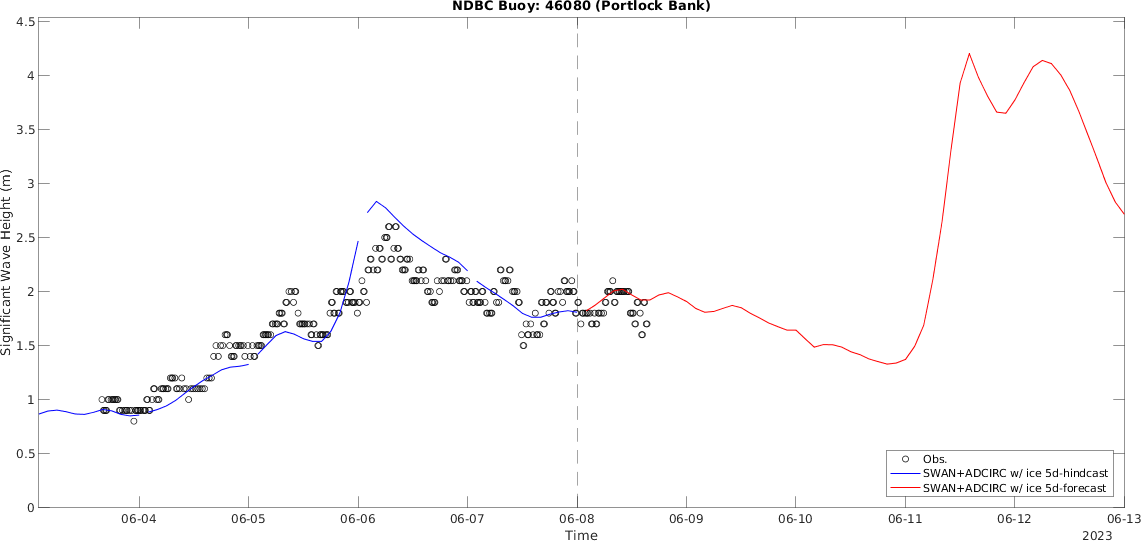 NDBC Buoy: 46080 (Portlock Bank)
4.5
4
3.5
3
2.5
2
1.5
1
0.5
0
Significant Wave Height (m)
Obs.
SWAN+ADCIRC w/ ice 5d-hindcast
SWAN+ADCIRC w/ ice 5d-forecast
06-04 06-05 06-06 06-07 06-08 06-09 06-10 06-11 06-12 06-13
Time
2023